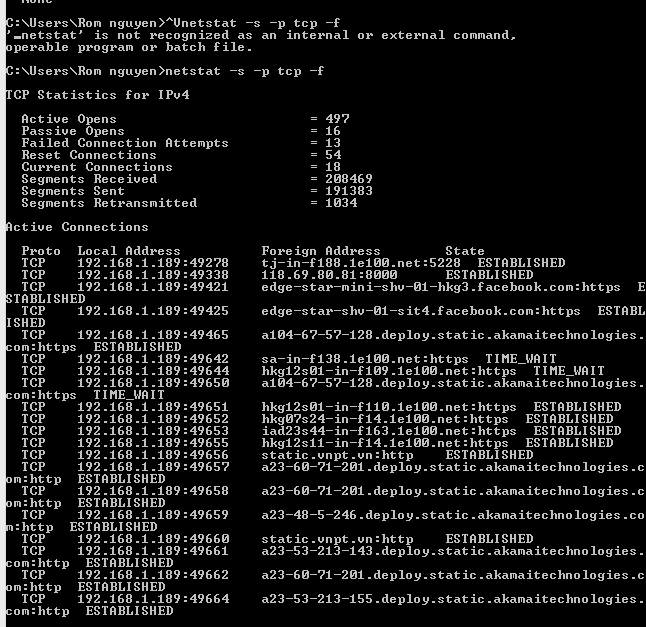 None
C:\Users\Rom nguyen>^Vnetstat -s -p tcp -f
'▬netstat' is not recognized as an internal or external command,
operable program or batch file.
C:\Users\Rom nguyen>netstat -s -p tcp -f
TCP Statistics for IPv4
Active Opens = 497
Passive Opens = 16
Failed Connection Attempts = 13
Reset Connections = 54
Current Connections = 18
Segments Received = 208469
Segments Sent = 191383
Segments Retransmitted = 1034
Active Connections
Proto Local Address Foreign Address State
TCP 192.168.1.189:49278 tj-in-f188.1e100.net:5228 ESTABLISHED
TCP 192.168.1.189:49338 118.69.80.81:8000 ESTABLISHED
TCP 192.168.1.189:49421 edge-star-mini-shv-01-hkg3.facebook.com:https E
STABLISHED
TCP 192.168.1.189:49425 edge-star-shv-01-sit4.facebook.com:https ESTABL
ISHED
TCP 192.168.1.189:49465 a104-67-57-128.deploy.static.akamaitechnologies.
com:https ESTABLISHED
TCP 192.168.1.189:49642 sa-in-f138.1e100.net:https TIME_WAIT
TCP 192.168.1.189:49644 hkg12s01-in-f109.1e100.net:https TIME_WAIT
TCP 192.168.1.189:49650 a104-67-57-128.deploy.static.akamaitechnologies.
com:https TIME_WAIT
TCP 192.168.1.189:49651 hkg12s01-in-f110.1e100.net:https ESTABLISHED
TCP 192.168.1.189:49652 hkg07s24-in-f14.1e100.net:https ESTABLISHED
TCP 192.168.1.189:49653 iad23s44-in-f163.1e100.net:https ESTABLISHED
TCP 192.168.1.189:49655 hkg12s11-in-f14.1e100.net:https ESTABLISHED
TCP 192.168.1.189:49656 static.vnpt.vn:http ESTABLISHED
TCP 192.168.1.189:49657 a23-60-71-201.deploy.static.akamaitechnologies.c
om:http ESTABLISHED
TCP 192.168.1.189:49658 a23-60-71-201.deploy.static.akamaitechnologies.c
om:http ESTABLISHED
TCP 192.168.1.189:49659 a23-48-5-246.deploy.static.akamaitechnologies.co
m:http ESTABLISHED
TCP 192.168.1.189:49660 static.vnpt.vn:http ESTABLISHED
TCP 192.168.1.189:49661 a23-53-213-143.deploy.static.akamaitechnologies.
com:http ESTABLISHED
TCP 192.168.1.189:49662 a23-60-71-201.deploy.static.akamaitechnologies.c
om:http ESTABLISHED
TCP 192.168.1.189:49664 a23-53-213-155.deploy.static.akamaitechnologies.
com:http ESTABLISHED